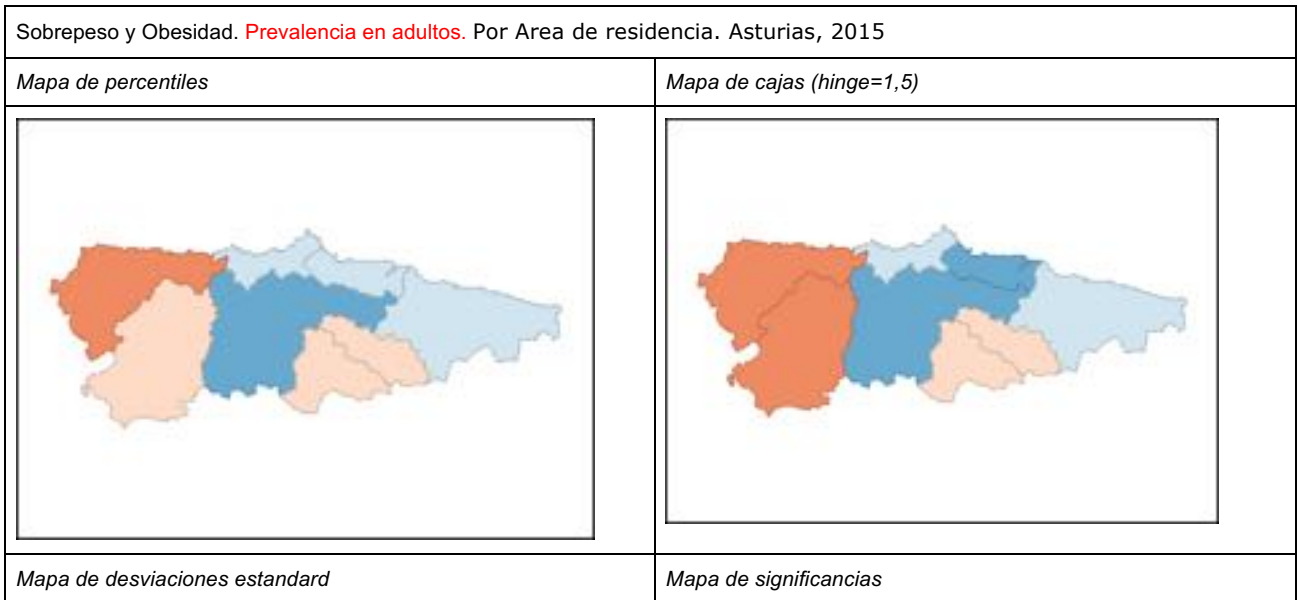 Sobrepeso y Obesidad. Prevalencia en adultos. Por Area de residencia. Asturias, 2015
Mapa de percentiles
Mapa de cajas (hinge=1,5)
Mapa de desviaciones estandard
Mapa de significancias